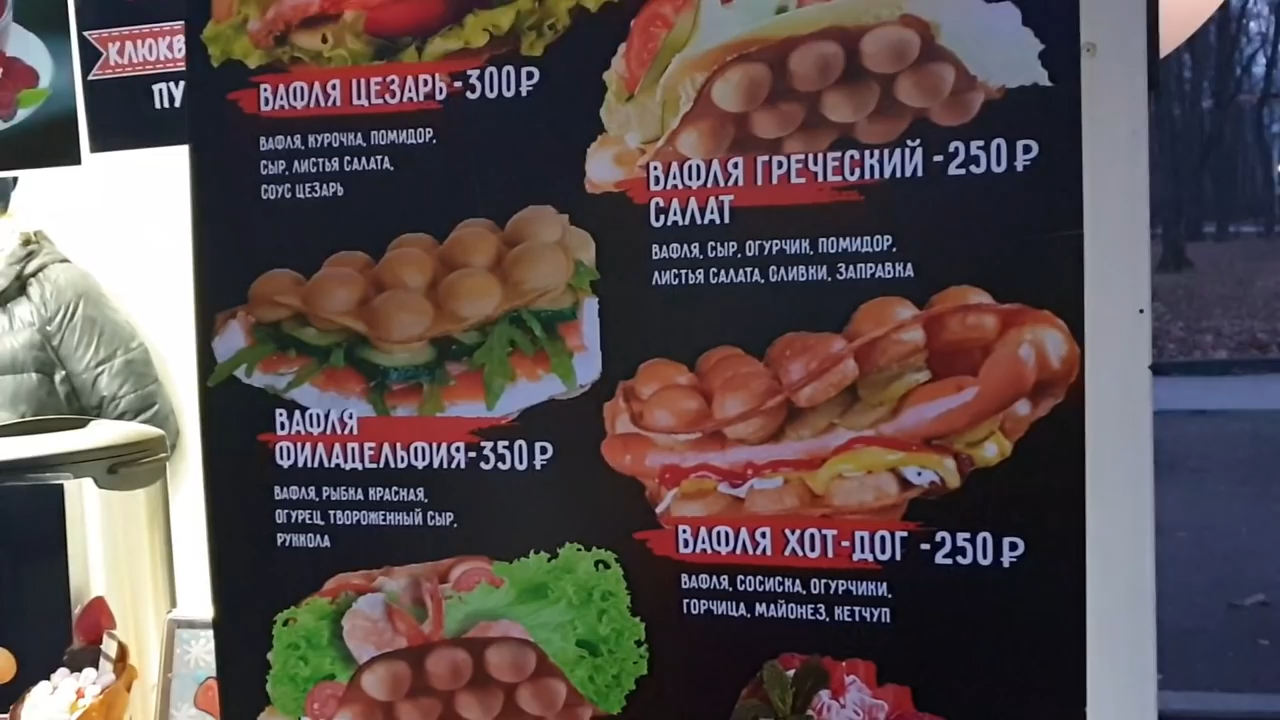 КЛЮКВ
ПУ
ВАФЛЯ ЦЕЗАРЬ-300₽
ВАФЛЯ, КУРОЧКА, ПОМИДОР,
СЫР, ЛИСТЬЯ САЛАТА,
СОУС ЦЕЗАРЬ
ВАФЛЯ ГРЕЧЕСКИЙ -250₽
САЛАТ
ВАФЛЯ, СЫР, ОГУРЧИК, ПОМИДОР,
ЛИСТЬЯ САЛАТА, СЛИВКИ, ЗАПРАВКА
ВАФЛЯ
ФИЛАДЕЛЬФИЯ-350₽
ВАФЛЯ, РЫБКА КРАСНАЯ,
ОГУРЕЦ, ТВОРОЖЕННЫЙ СЫР,
РУККОЛА
ВАФЛЯ ХОТ-ДОГ -250₽
ВАФЛЯ, СОСИСКА, ОГУРЧИКИ,
ГОРЧИЦА, МАЙОНЕЗ, КЕТЧУП